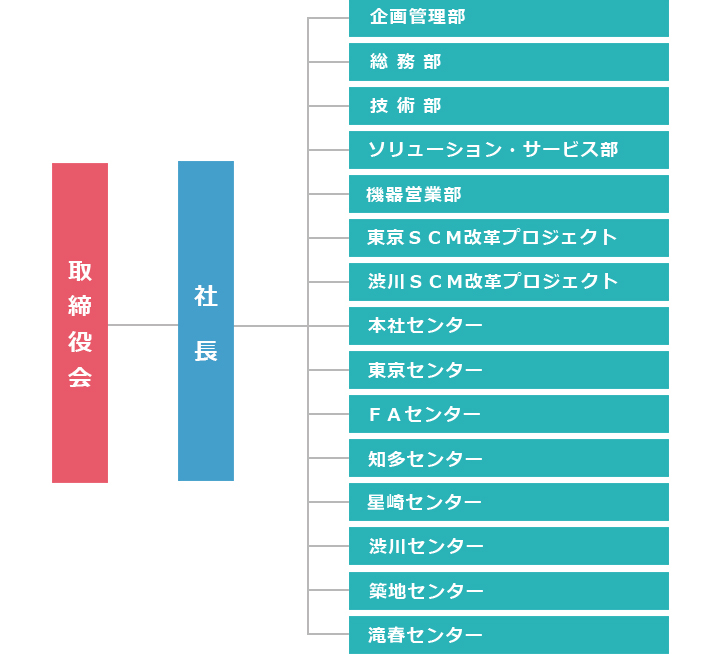 取締役会
社長
企画管理部
総務部
技術部
ソリューション・サービス部
機器営業部
東京ＳＣＭ改革プロジェクト
渋川ＳＣＭ改革プロジェクト
本社センター
東京センター
ＦＡセンター
知多センター
星崎センター
渋川センター
築地センター
滝春センター